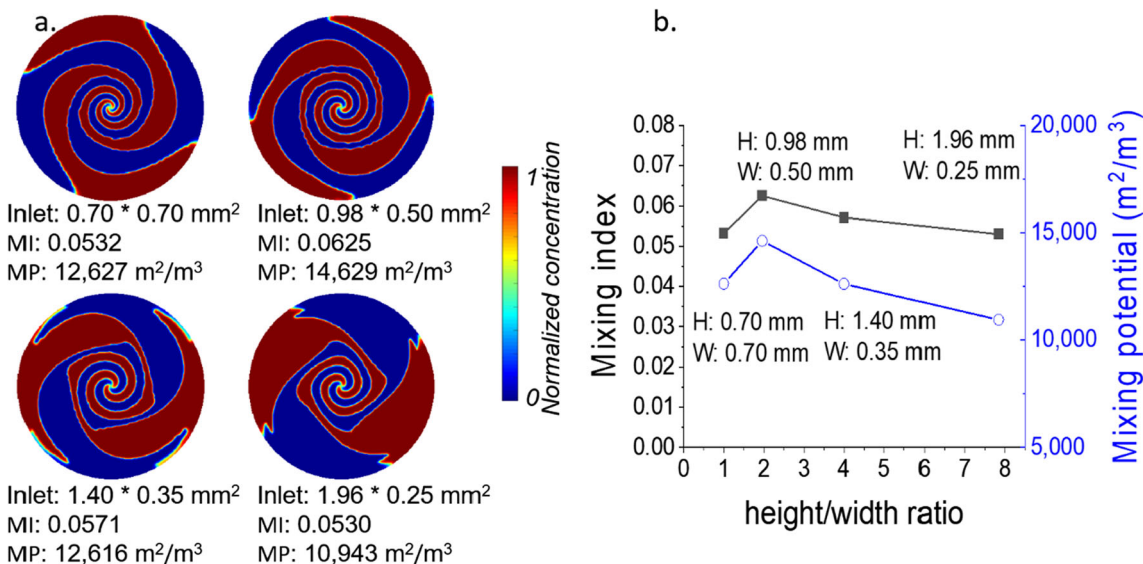 a.
Inlet: 0.70 * 0.70 mm²
MI: 0.0532
MP: 12,627 m²/m³
Inlet: 0.98 * 0.50 mm²
MI: 0.0625
MP: 14,629 m²/m³
Inlet: 1.40 * 0.35 mm²
MI: 0.0571
MP: 12,616 m²/m³
Inlet: 1.96 * 0.25 mm²
MI: 0.0530
MP: 10,943 m²/m³
1
0
Normalized concentration
b.
Mixing index
0.08
0.07
0.06
0.05
0.04
0.03
0.02
0.01
0.00
H: 0.98 mm
W: 0.50 mm
H: 1.96 mm
W: 0.25 mm
H: 0.70 mm
W: 0.70 mm
H: 1.40 mm
W: 0.35 mm
20,000
15,000
10,000
5,000
Mixing potential (m²/m³)
0 1 2 3 4 5 6 7 8
height/width ratio